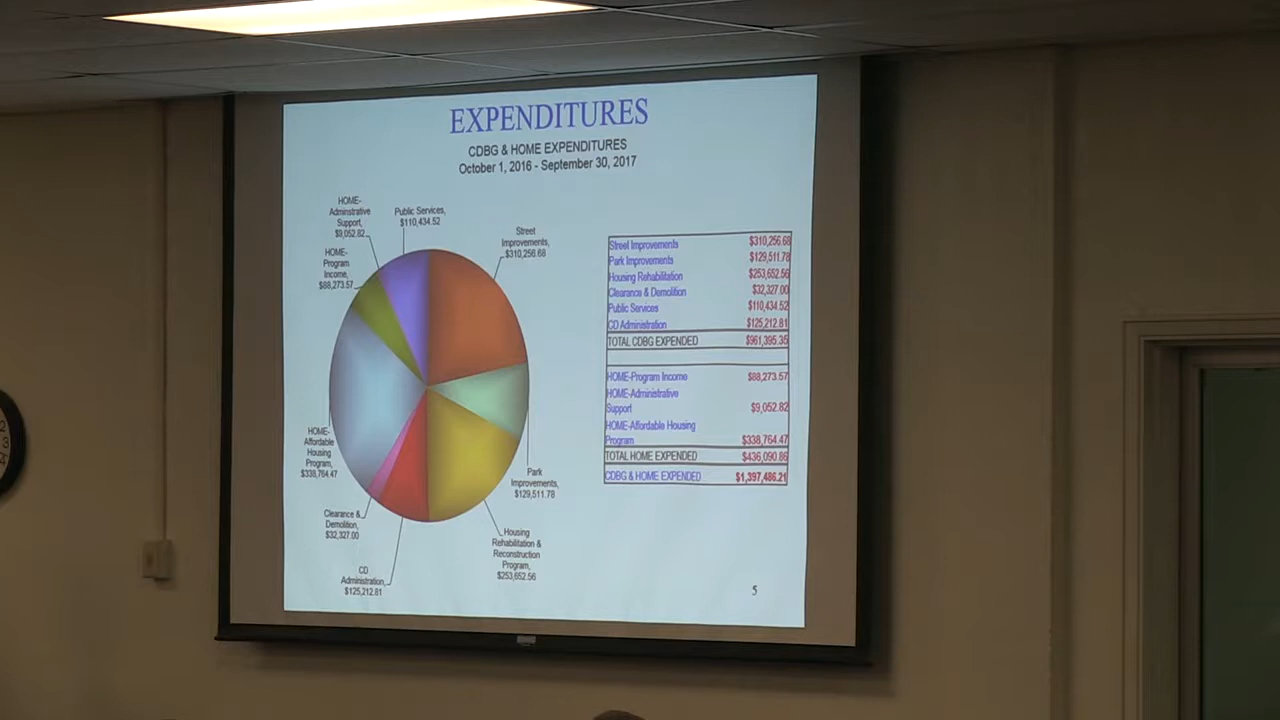 EXPENDITURES
CDBG & HOME EXPENDITURES
October 1, 2016 - September 30, 2017
HOME-
Adminstrative
Support,
$9,052.82
Public Services,
$110,434.52
Street
Improvements,
$310,256.68
HOME-
Program
Income,
$88,273.57
HOME-
Affordable
Housing
Program,
$338,764.47
Park
Improvements,
$129,511.78
Clearance &
Demolition,
$32,327.00
Housing
Rehabilitation &
Reconstruction
Program,
$253,652.56
CD
Administration,
$125,212.81
Street Improvements $310,256.68
Park Improvements $129,511.78
Housing Rehabilitation $253,652.56
Clearance & Demolition $32,327.00
Public Services $110,434.52
CD Administration $125,212.81
TOTAL CDBG EXPENDED $961,395.35
HOME-Program Income $88,273.57
HOME-Administrative
Support $9,052.82
HOME-Affordable Housing
Program $338,764.47
TOTAL HOME EXPENDED $436,090.86
CDBG & HOME EXPENDED $1,397,486.21
5